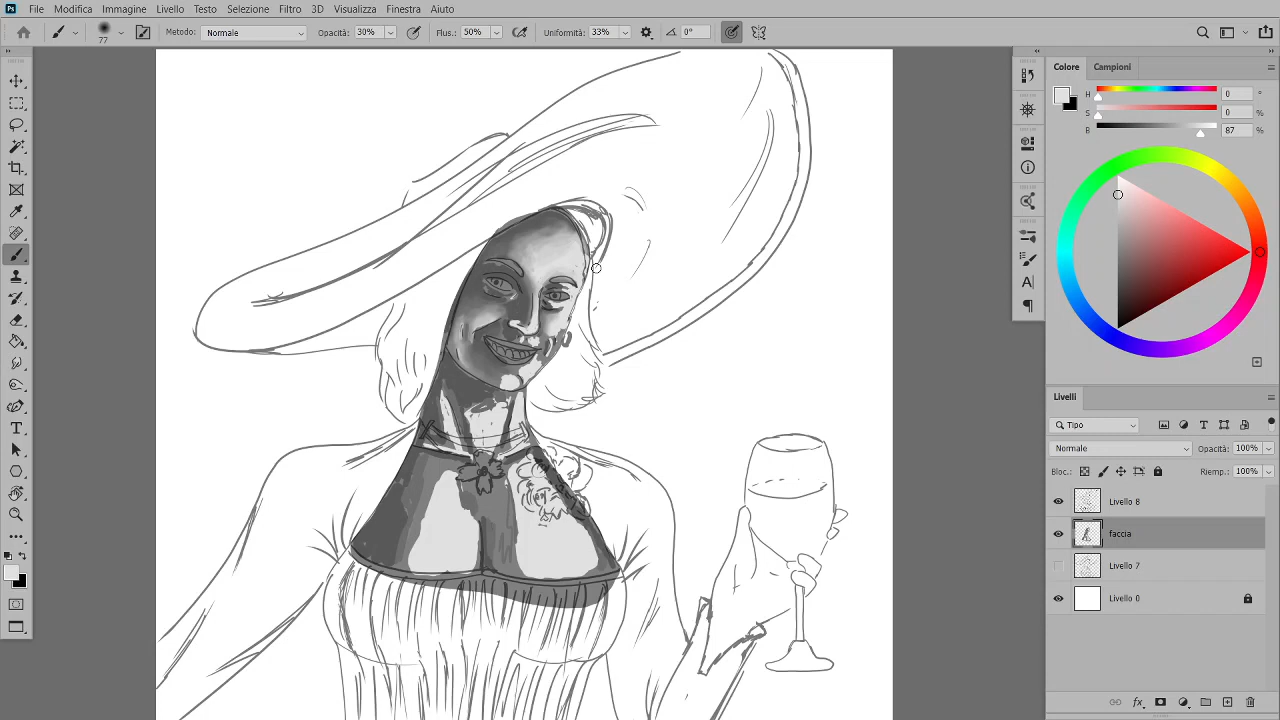 Ps File Modifica Immagine Livello Testo Selezione Filtro 3D Visualizza Finestra Aiuto
77 Metodo: Normale Opacità: 30% Flus.: 50% Uniformità: 33% 0°
Colore Campioni
H 0 °
S 0 %
B 87 %
Livelli
Tipo
Normale Opacità: 100%
Bloc.: Riemp.: 100%
Livello 8
faccia
Livello 7
Livello 0